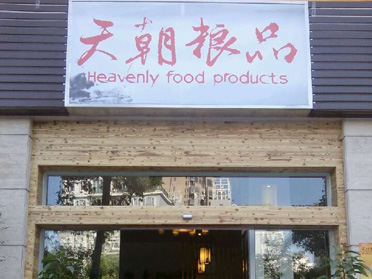 天朝粮品
Heavenly food products